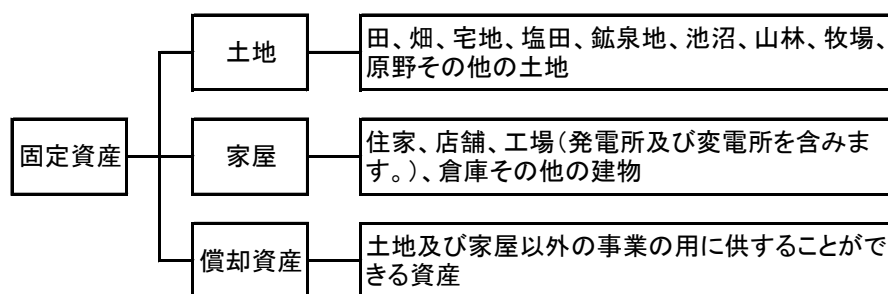 土地
田、畑、宅地、塩田、鉱泉地、池沼、山林、牧場、
原野その他の土地
固定資産
家屋
住家、店舗、工場(発電所及び変電所を含みま
す。)、倉庫その他の建物
償却資産
土地及び家屋以外の事業の用に供することがで
きる資産